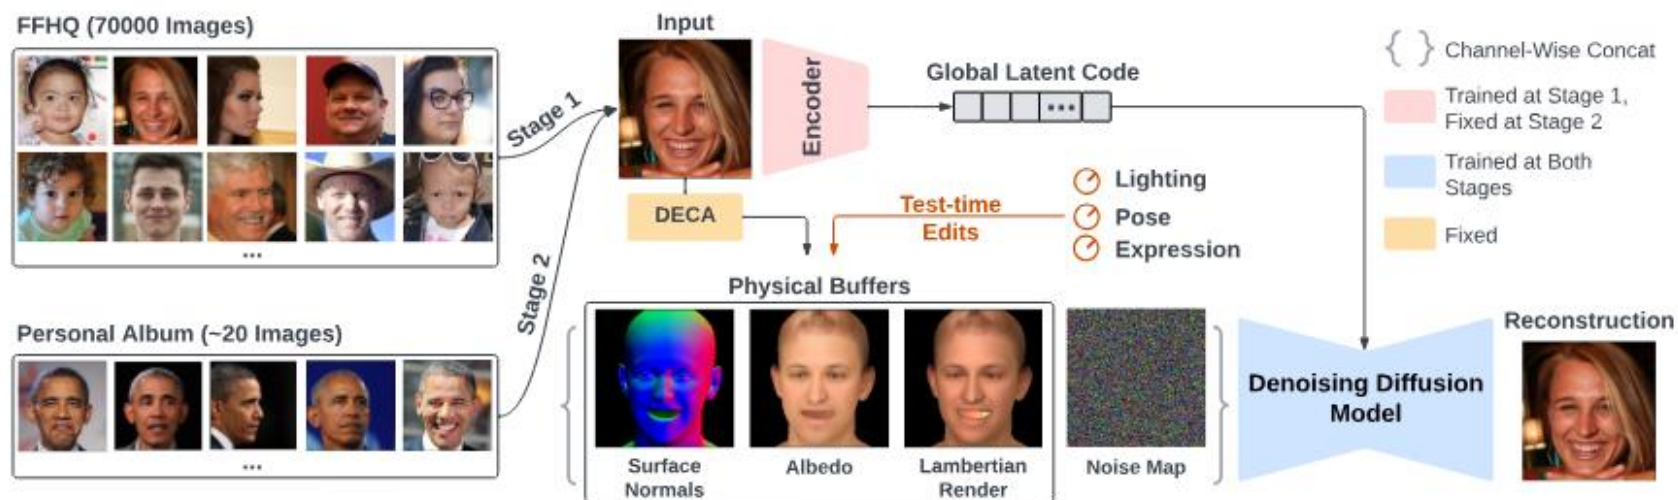 FFHQ (70000 Images)
...
Personal Album (~20 Images)
...
Stage 1
Stage 2
Input
Encoder
DECA
Global Latent Code
...
Test-time
Edits
Lighting
Pose
Expression
Physical Buffers
Surface
Normals
Albedo
Lambertian
Render
Noise Map
Denoising Diffusion
Model
Reconstruction
{ } Channel-Wise Concat
Trained at Stage 1,
Fixed at Stage 2
Trained at Both
Stages
Fixed